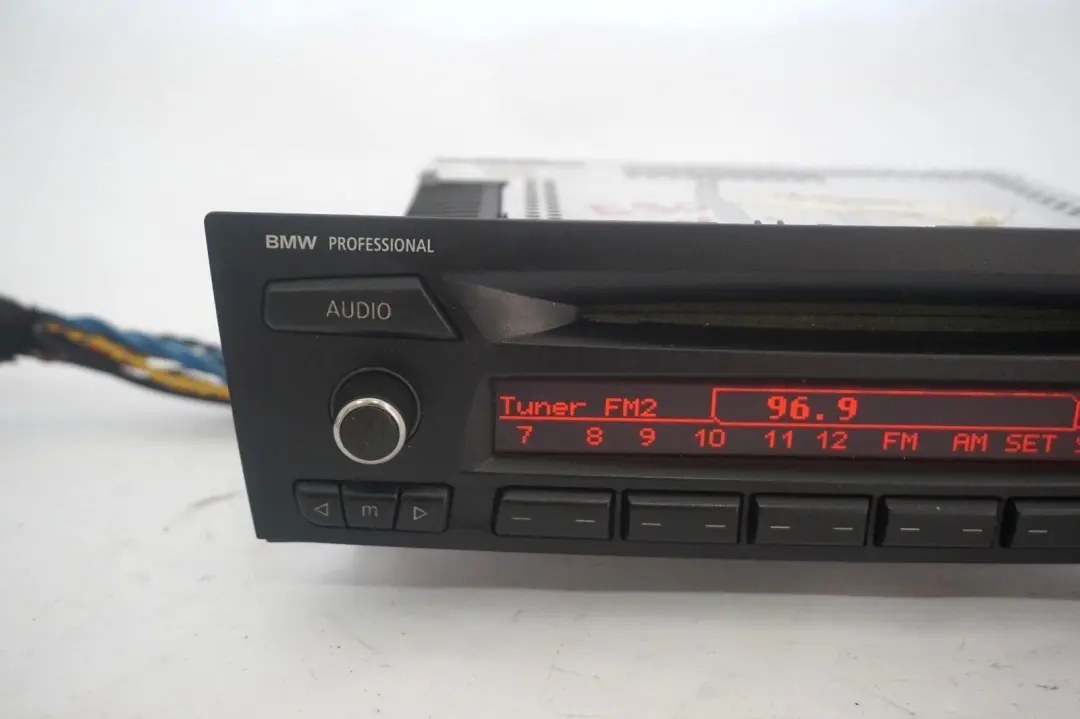 BMW PROFESSIONAL
AUDIO
Tuner FM2 96.9
7 8 9 10 11 12 FM AM SET
m